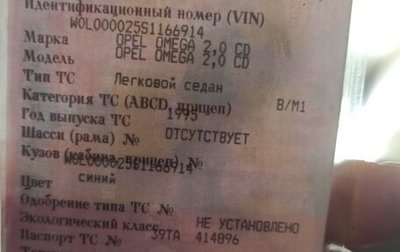 Идентификационный номер (VIN)
WOL000025S1166914
Марка OPEL OMEGA 2,0 CD
Модель OPEL OMEGA 2,0 CD
Тип ТС Легковой седан
Категория ТС (ABCD, прицеп) B/M1
Год выпуска ТС 1995
Шасси (рама) № ОТСУТСТВУЕТ
Кузов (кабина, прицеп) №
WOL000025S1166914
Цвет синий
Одобрение типа ТС №
Экологический класс НЕ УСТАНОВЛЕНО
Паспорт ТС № 39ТА 414896